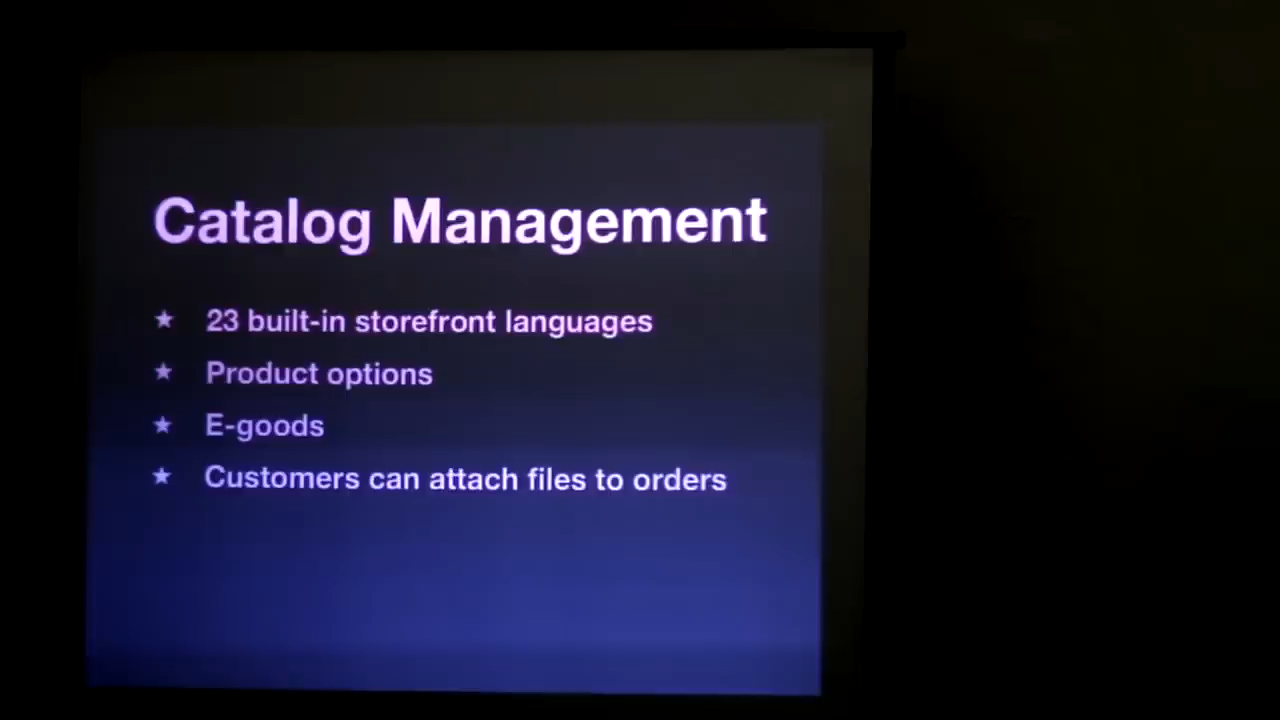 Catalog Management
★ 23 built-in storefront languages
★ Product options
★ E-goods
★ Customers can attach files to orders